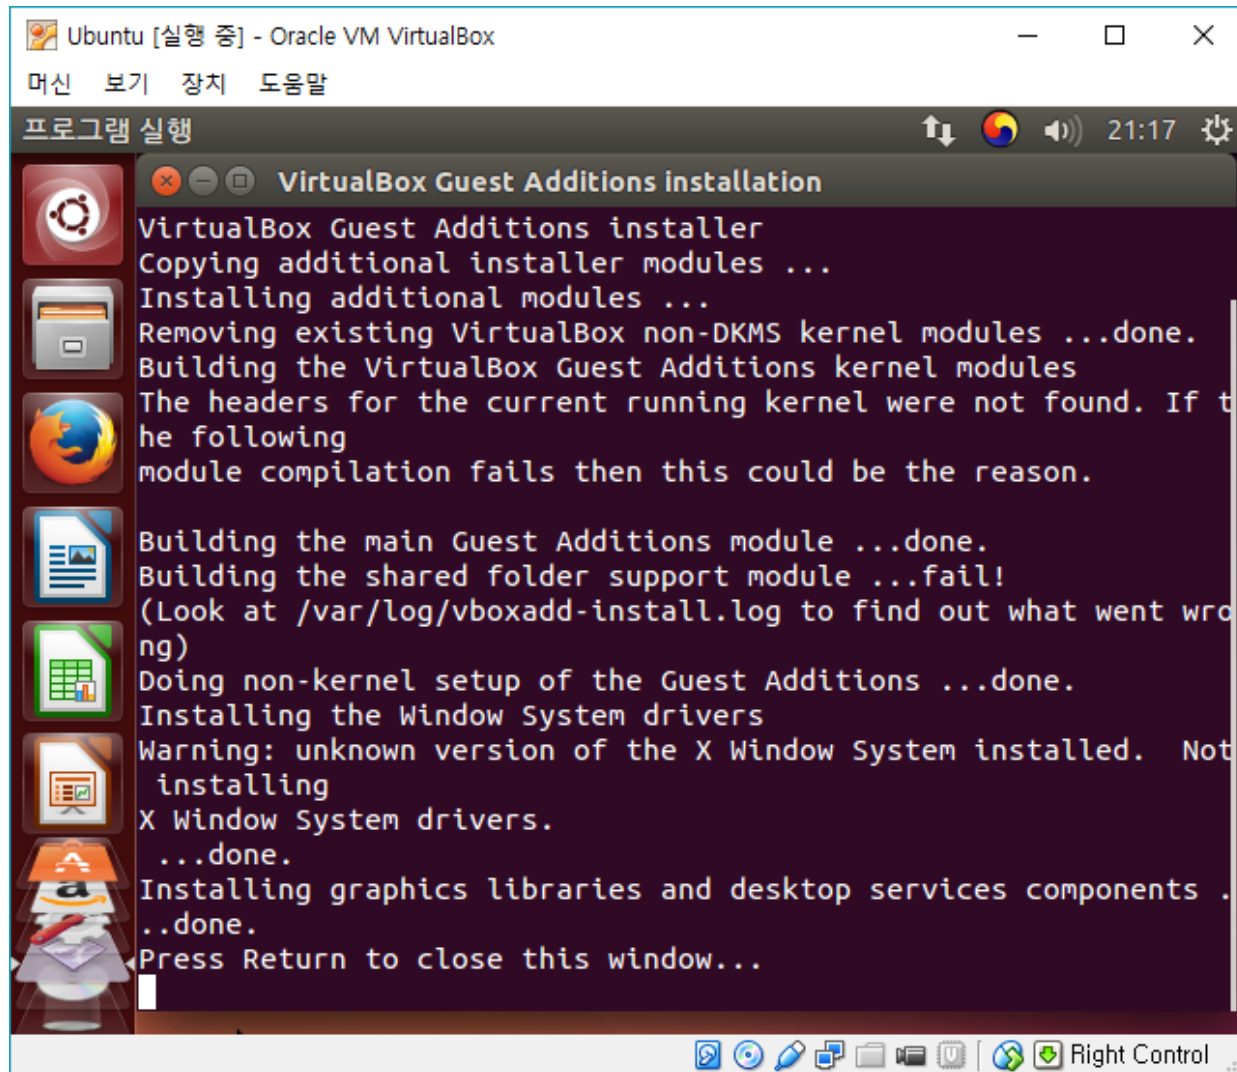 Ubuntu [실행 중] - Oracle VM VirtualBox
머신 보기 장치 도움말
프로그램 실행 21:17
VirtualBox Guest Additions installation
VirtualBox Guest Additions installer
Copying additional installer modules ...
Installing additional modules ...
Removing existing VirtualBox non-DKMS kernel modules ...done.
Building the VirtualBox Guest Additions kernel modules
The headers for the current running kernel were not found. If t
he following
module compilation fails then this could be the reason.
Building the main Guest Additions module ...done.
Building the shared folder support module ...fail!
(Look at /var/log/vboxadd-install.log to find out what went wro
ng)
Doing non-kernel setup of the Guest Additions ...done.
Installing the Window System drivers
Warning: unknown version of the X Window System installed.  Not
 installing
X Window System drivers.
 ...done.
Installing graphics libraries and desktop services components .
..done.
Press Return to close this window...
Right Control